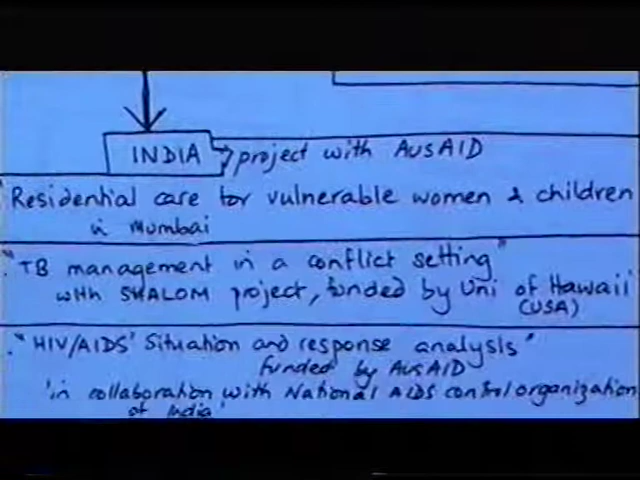 INDIA → project with AusAID
Residential care for vulnerable women & children
in Mumbai
. "TB management in a conflict setting"
with SHALOM project, funded by Uni of Hawaii
(USA)
. "HIV/AIDS' Situation and response analysis"
funded by AusAID
'in collaboration with National AIDS control organization
of India'